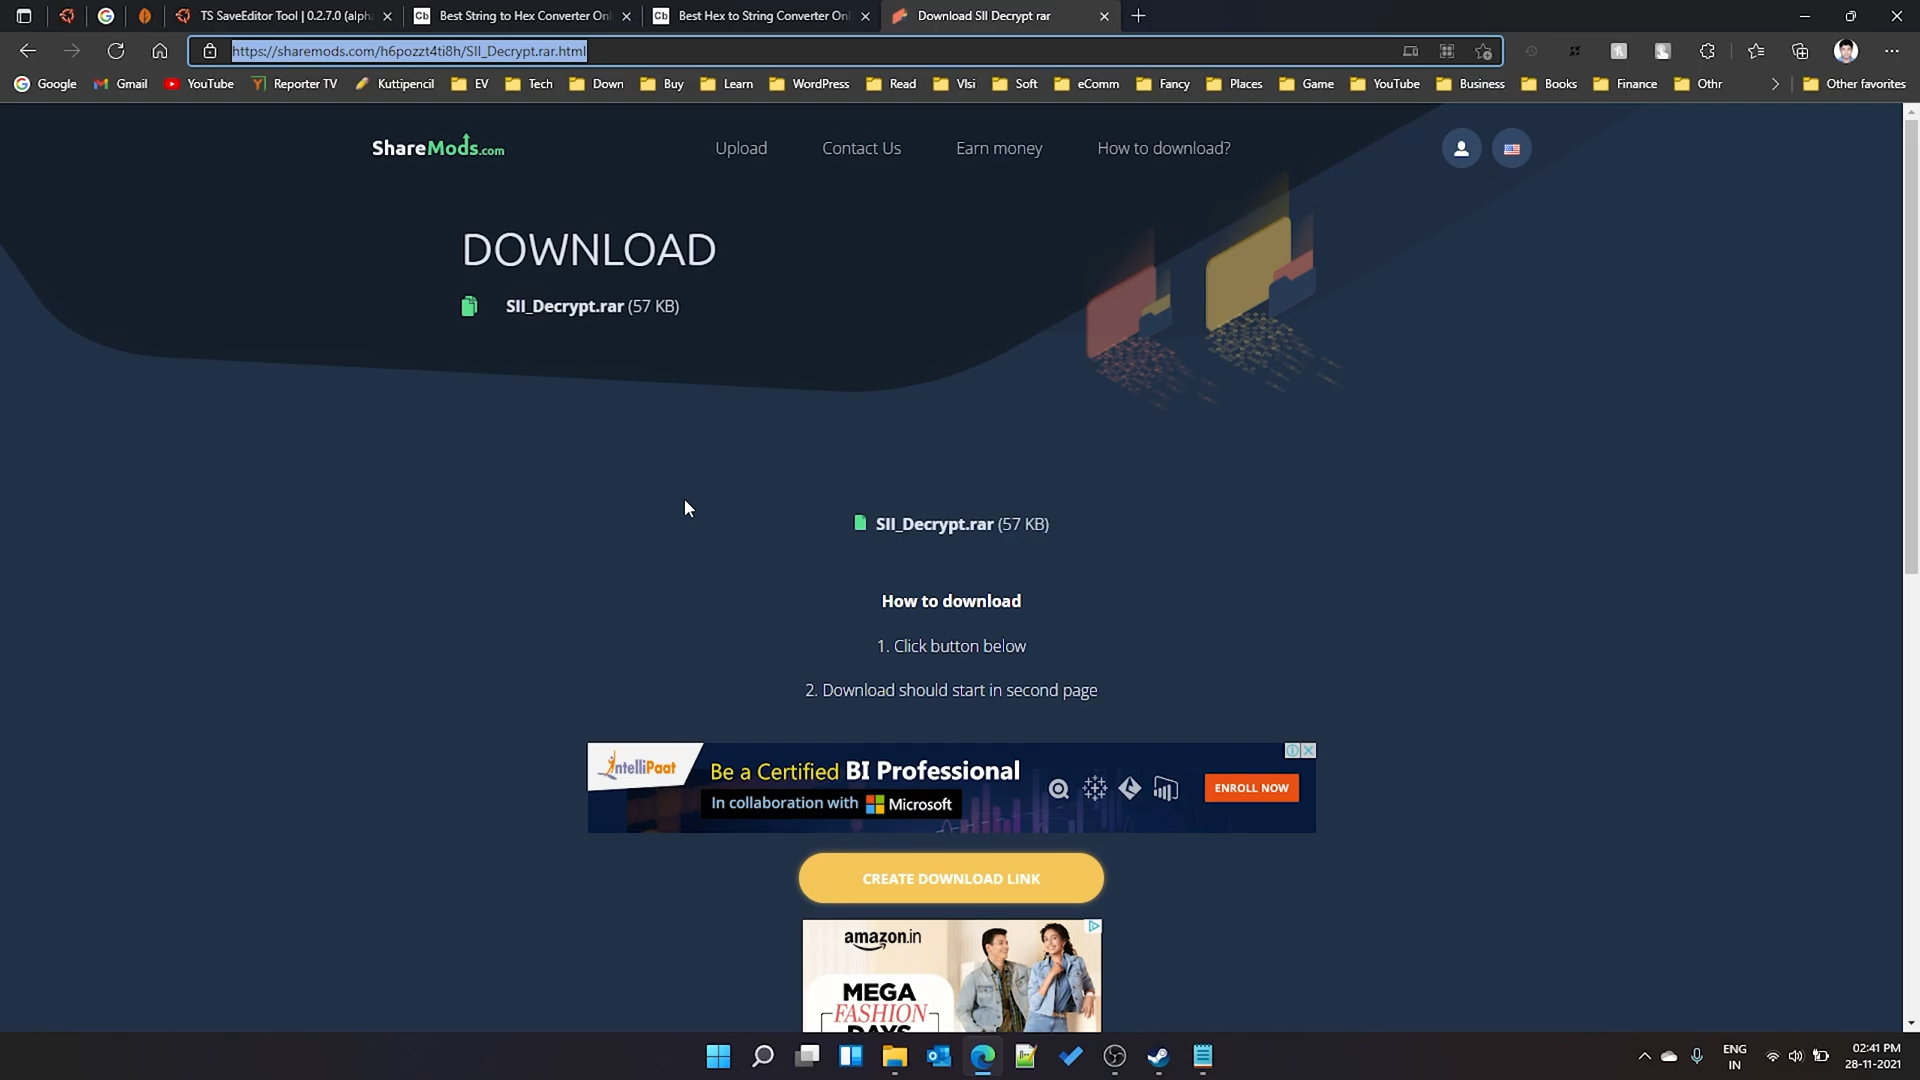 TS SaveEditor Tool | 0.2.7.0 (alph
Best String to Hex Converter Onl
Best Hex to String Converter Onl
Download SII Decrypt rar
https://sharemods.com/h6pozzt4ti8h/SII_Decrypt.rar.html
Google Gmail YouTube Reporter TV Kuttipencil EV Tech Down Buy Learn WordPress Read Vlsi Soft eComm Fancy Places Game YouTube Business Books Finance Othr Other favorites
ShareMods.com Upload Contact Us Earn money How to download?
DOWNLOAD
SII_Decrypt.rar (57 KB)
SII_Decrypt.rar (57 KB)
How to download
1. Click button below
2. Download should start in second page
intelliPaat
Be a Certified BI Professional
In collaboration with Microsoft
ENROLL NOW
CREATE DOWNLOAD LINK
amazon.in
MEGA
FASHION
DAYS
ENG
IN
02:41 PM
28-11-2021